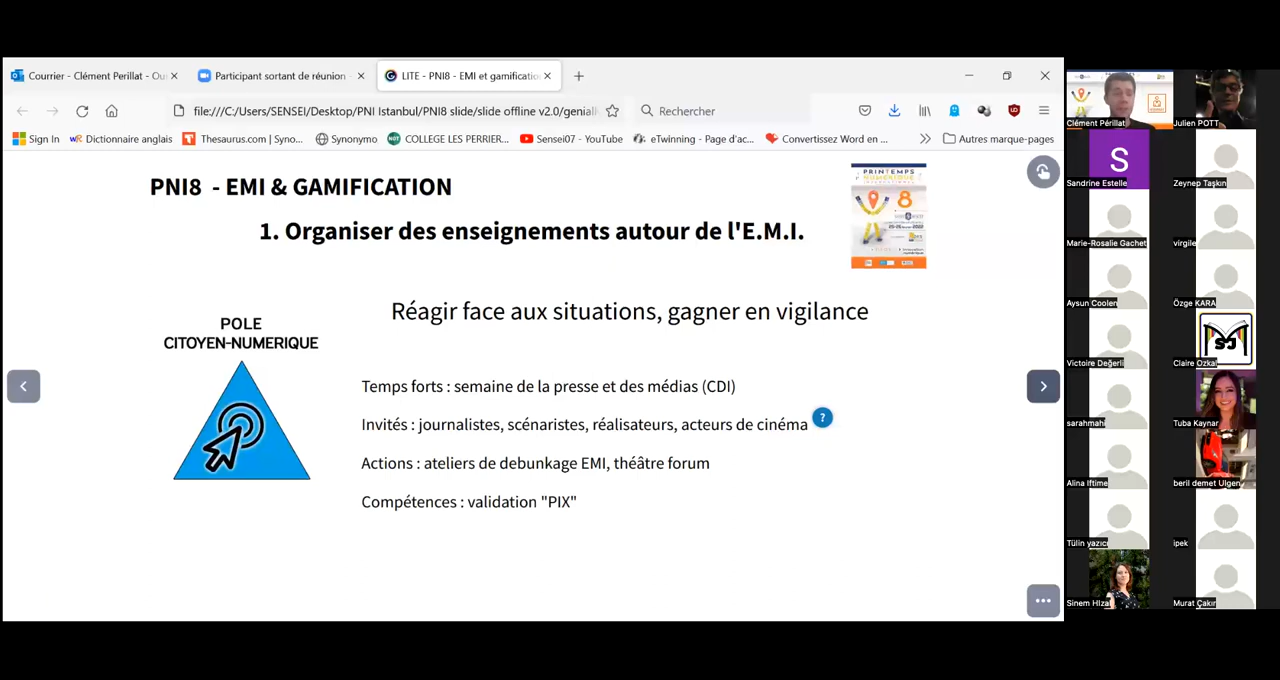 Courrier - Clément Perillat - Ou
Participant sortant de réunion -
LITE - PNI8 - EMI et gamificatio
file:///C:/Users/SENSEI/Desktop/PNI Istanbul/PNI8 slide/slide offline v2.0/genial
Rechercher
Sign In
Dictionnaire anglais
Thesaurus.com | Syno...
Synonymo
COLLEGE LES PERRIER...
Sensei07 - YouTube
eTwinning - Page d'ac...
Convertissez Word en ...
Autres marque-pages
PNI8 - EMI & GAMIFICATION
1. Organiser des enseignements autour de l'E.M.I.
PRINTEMPS
8
Réagir face aux situations, gagner en vigilance
POLE
CITOYEN-NUMERIQUE
Temps forts : semaine de la presse et des médias (CDI)
Invités : journalistes, scénaristes, réalisateurs, acteurs de cinéma
?
Actions : ateliers de debunkage EMI, théâtre forum
Compétences : validation "PIX"
Clément Périllat
Julien POTT
S
Sandrine Estelle
Zeynep Taşkın
Marie-Rosalie Gachet
virgile
Aysun Coolen
Özge KARA
Victoire Değerli
SJ
Claire Ozkal
sarahmahi
Tuba Kaynar
Alina Iftime
beril demet Ulgen
Tülin yazıcı
ipek
Sinem HIza
Murat Çakır